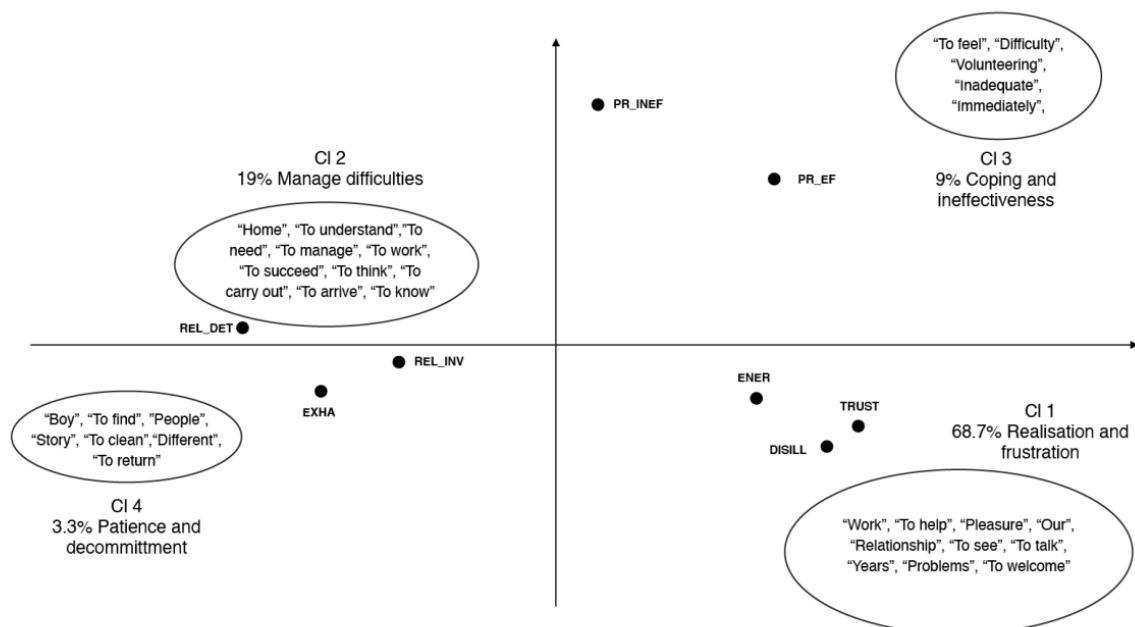 “To feel”, “Difficulty”,
“Volunteering”,
“Inadequate”,
“Immediately”,
PR_INEF
Cl 2
19% Manage difficulties
Cl 3
9% Coping and
ineffectiveness
PR_EF
“Home”, “To understand”,”To
need”, “To manage”, “To work”,
“To succeed”, “To think”, “To
carry out”, “To arrive”, “To know”
REL_DET
REL_INV
EXHA
ENER
TRUST
DISILL
Cl 1
68.7% Realisation and
frustration
“Boy”, “To find”, ”People”,
“Story”, “To clean”,“Different”,
“To return”
Cl 4
3.3% Patience and
decommittment
“Work”, “To help”, “Pleasure”, “Our”,
“Relationship”, “To see”, “To talk”,
“Years”, “Problems”, “To welcome”